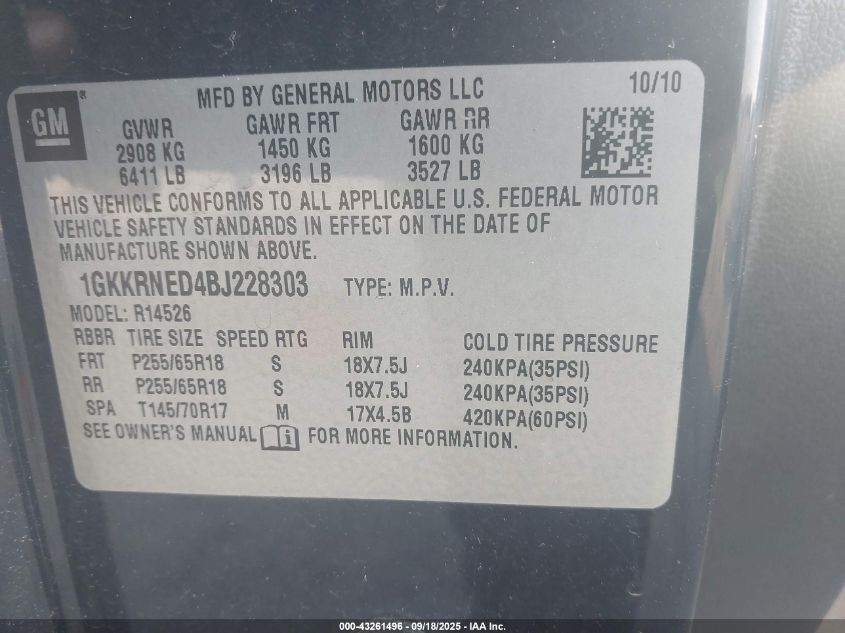 GM ®
MFD BY GENERAL MOTORS LLC 10/10
GVWR GAWR FRT GAWR RR
2908 KG 1450 KG 1600 KG
6411 LB 3196 LB 3527 LB
THIS VEHICLE CONFORMS TO ALL APPLICABLE U.S. FEDERAL MOTOR
VEHICLE SAFETY STANDARDS IN EFFECT ON THE DATE OF
MANUFACTURE SHOWN ABOVE.
1GKKRNED4BJ228303 TYPE: M.P.V.
MODEL: R14526
RBBR TIRE SIZE SPEED RTG RIM COLD TIRE PRESSURE
FRT P255/65R18 S 18X7.5J 240KPA(35PSI)
RR P255/65R18 S 18X7.5J 240KPA(35PSI)
SPA T145/70R17 M 17X4.5B 420KPA(60PSI)
SEE OWNER'S MANUAL i FOR MORE INFORMATION.
000-43261496 - 09/18/2025 - IAA Inc.